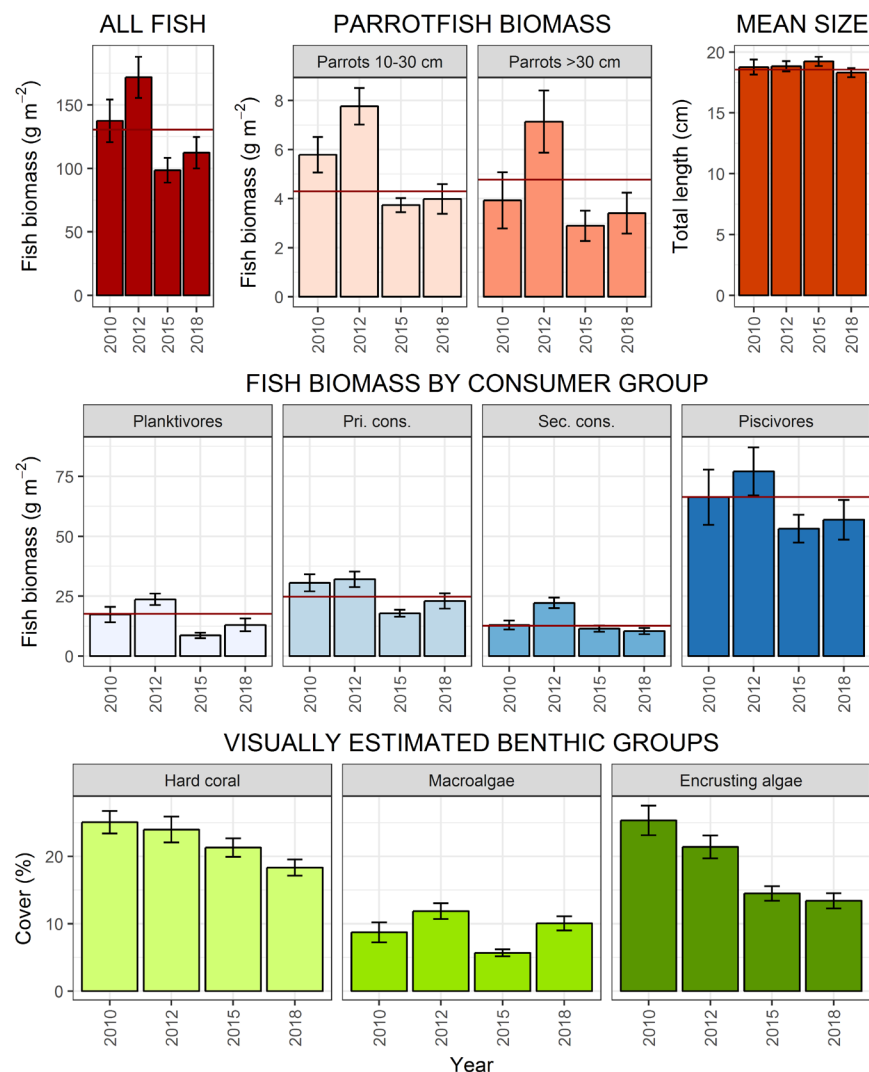 ALL FISH
Fish biomass (g m⁻²)
150
100
50
0
2010 2012 2015 2018
PARROTFISH BIOMASS
Parrots 10-30 cm Parrots >30 cm
Fish biomass (g m⁻²)
8
6
4
2
0
2010 2012 2015 2018 2010 2012 2015 2018
MEAN SIZE
Total length (cm)
20
15
10
5
0
2010 2012 2015 2018
FISH BIOMASS BY CONSUMER GROUP
Planktivores Pri. cons. Sec. cons. Piscivores
Fish biomass (g m⁻²)
75
50
25
0
2010 2012 2015 2018 2010 2012 2015 2018 2010 2012 2015 2018 2010 2012 2015 2018
VISUALLY ESTIMATED BENTHIC GROUPS
Hard coral Macroalgae Encrusting algae
Cover (%)
20
10
0
2010 2012 2015 2018 2010 2012 2015 2018 2010 2012 2015 2018
Year